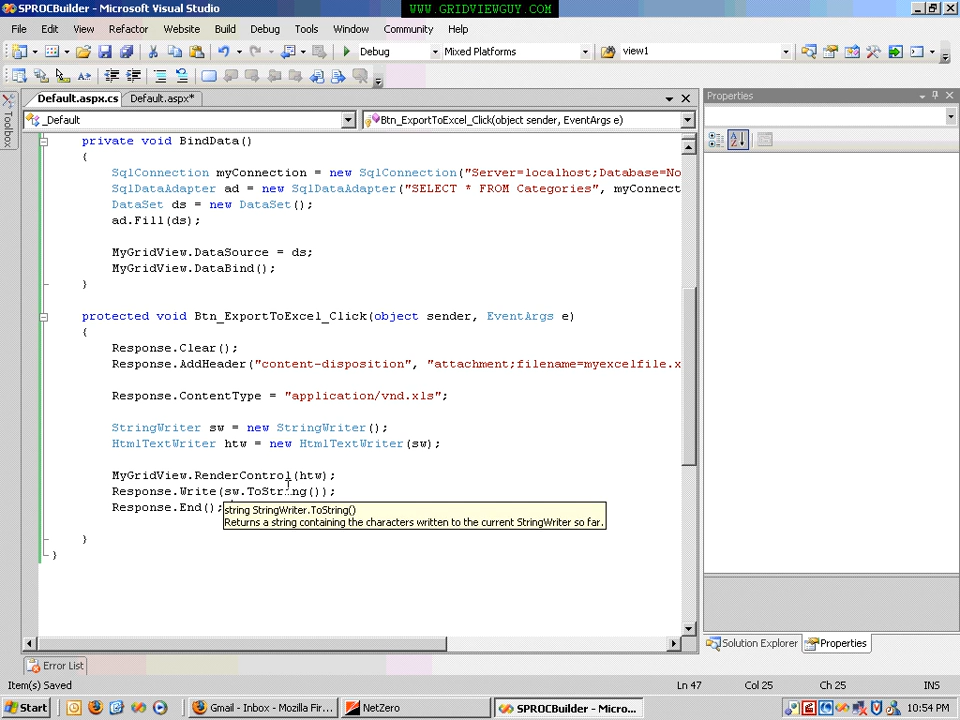 WWW.GRIDVIEWGUY.COM
SPROCBuilder - Microsoft Visual Studio
File Edit View Refactor Website Build Debug Tools Window Community Help
Debug Mixed Platforms view1
Default.aspx.cs Default.aspx*
Properties
_Default Btn_ExportToExcel_Click(object sender, EventArgs e)
Toolbox
private void BindData()
{
SqlConnection myConnection = new SqlConnection("Server=localhost;Database=No
SqlDataAdapter ad = new SqlDataAdapter("SELECT * FROM Categories", myConnect
DataSet ds = new DataSet();
ad.Fill(ds);
MyGridView.DataSource = ds;
MyGridView.DataBind();
}
protected void Btn_ExportToExcel_Click(object sender, EventArgs e)
{
Response.Clear();
Response.AddHeader("content-disposition", "attachment;filename=myexcelfile.x
Response.ContentType = "application/vnd.xls";
StringWriter sw = new StringWriter();
HtmlTextWriter htw = new HtmlTextWriter(sw);
MyGridView.RenderControl(htw);
Response.Write(sw.ToString());
Response.End();
string StringWriter.ToString()
Returns a string containing the characters written to the current StringWriter so far.
}
}
Solution Explorer Properties
Error List
Item(s) Saved Ln 47 Col 25 Ch 25 INS
Start Gmail - Inbox - Mozilla Fir... NetZero SPROCBuilder - Micro... 10:54 PM